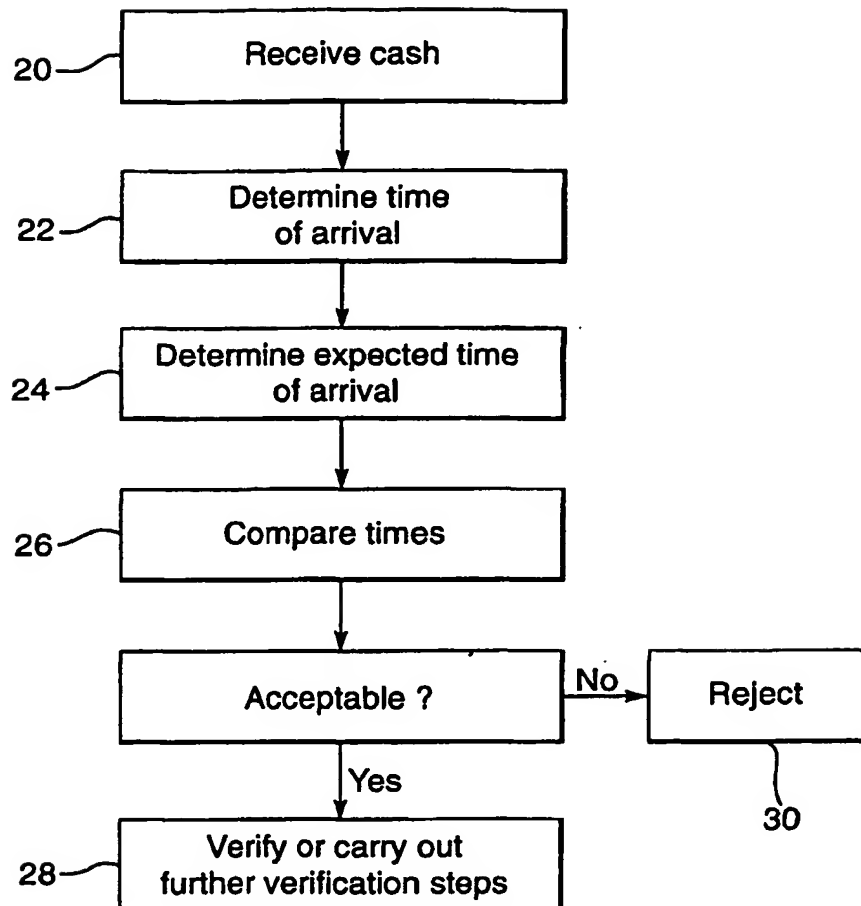 20
Receive cash
22
Determine time
of arrival
24
Determine expected time
of arrival
26
Compare times
Acceptable ?
No
Reject
30
Yes
28
Verify or carry out
further verification steps